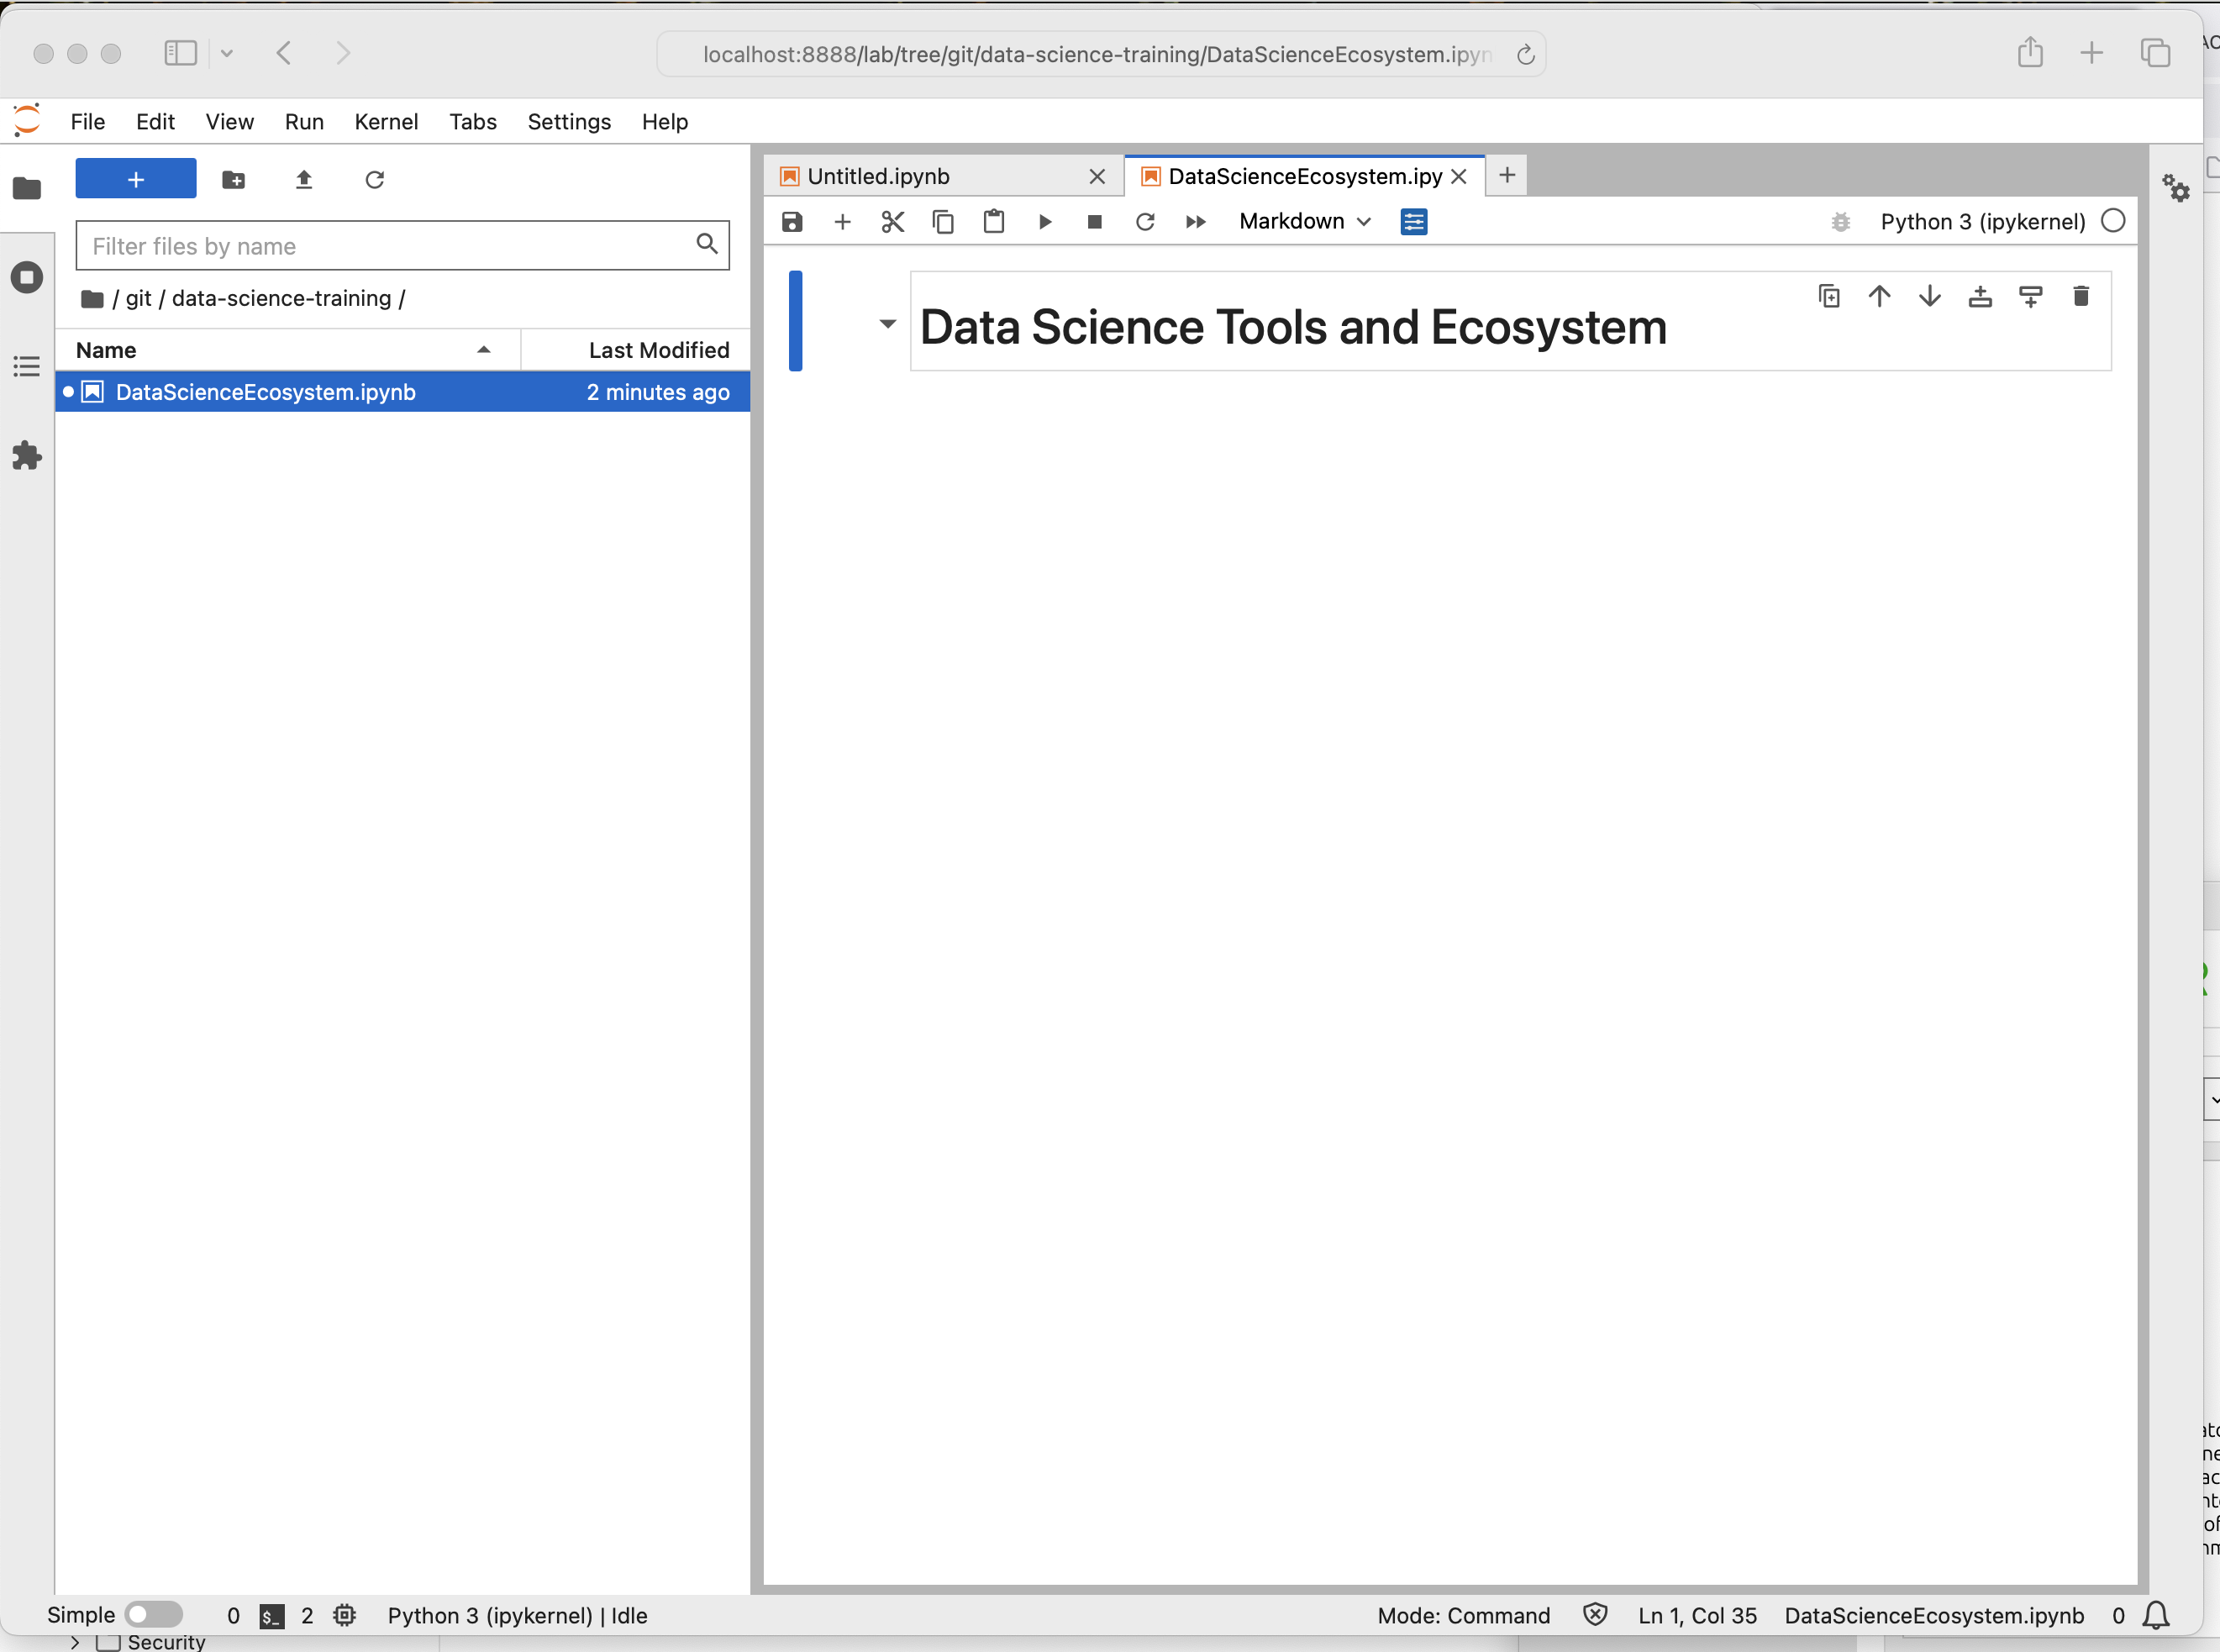 localhost:8888/lab/tree/git/data-science-training/DataScienceEcosystem.ipyn
File Edit View Run Kernel Tabs Settings Help
Filter files by name
/ git / data-science-training /
Name Last Modified
DataScienceEcosystem.ipynb 2 minutes ago
Untitled.ipynb DataScienceEcosystem.ipy
Markdown Python 3 (ipykernel)
Data Science Tools and Ecosystem
Simple 0 $_ 2 Python 3 (ipykernel) | Idle Mode: Command Ln 1, Col 35 DataScienceEcosystem.ipynb 0
Security